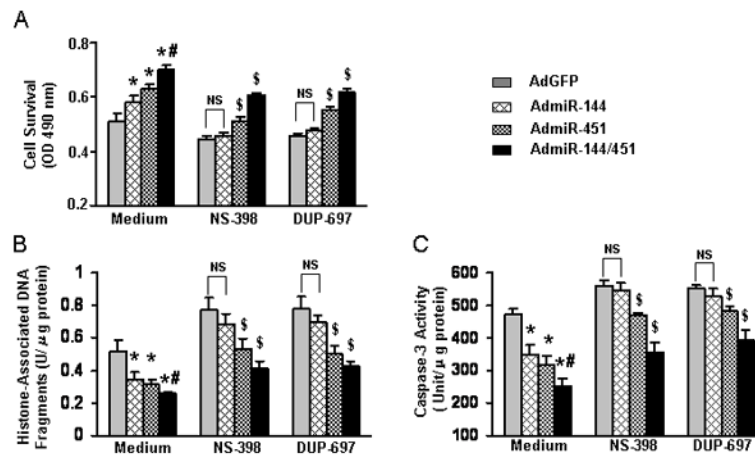 A
Cell Survival
(OD 490 nm)
0.8
0.6
0.4
0.2
*
*
*#
NS
$
$
NS
$
$
Medium
NS-398
DUP-697
AdGFP
AdmiR-144
AdmiR-451
AdmiR-144/451
B
Histone-Associated DNA
Fragments (U/μg protein)
1
0.8
0.6
0.4
0.2
0
*
*
*#
NS
$
$
NS
$
$
Medium
NS-398
DUP-697
C
Caspase-3 Activity
(Unit/μg protein)
600
500
400
300
200
100
*
*
*#
NS
$
$
NS
$
$
Medium
NS-398
DUP-697